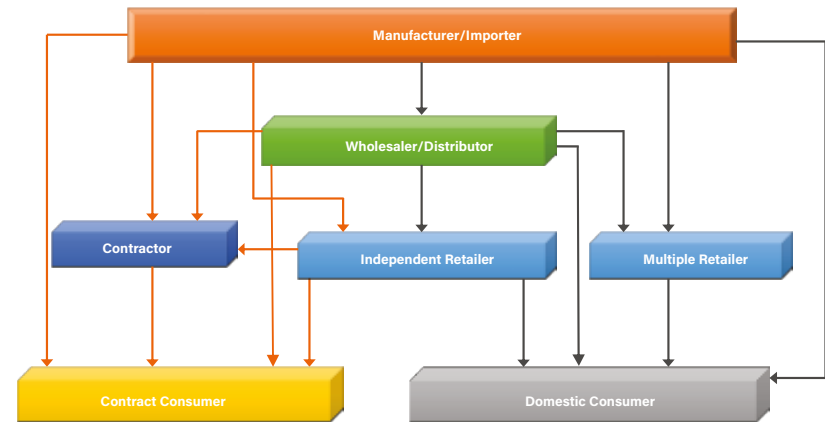 Manufacturer/Importer
Wholesaler/Distributor
Contractor
Independent Retailer
Multiple Retailer
Contract Consumer
Domestic Consumer